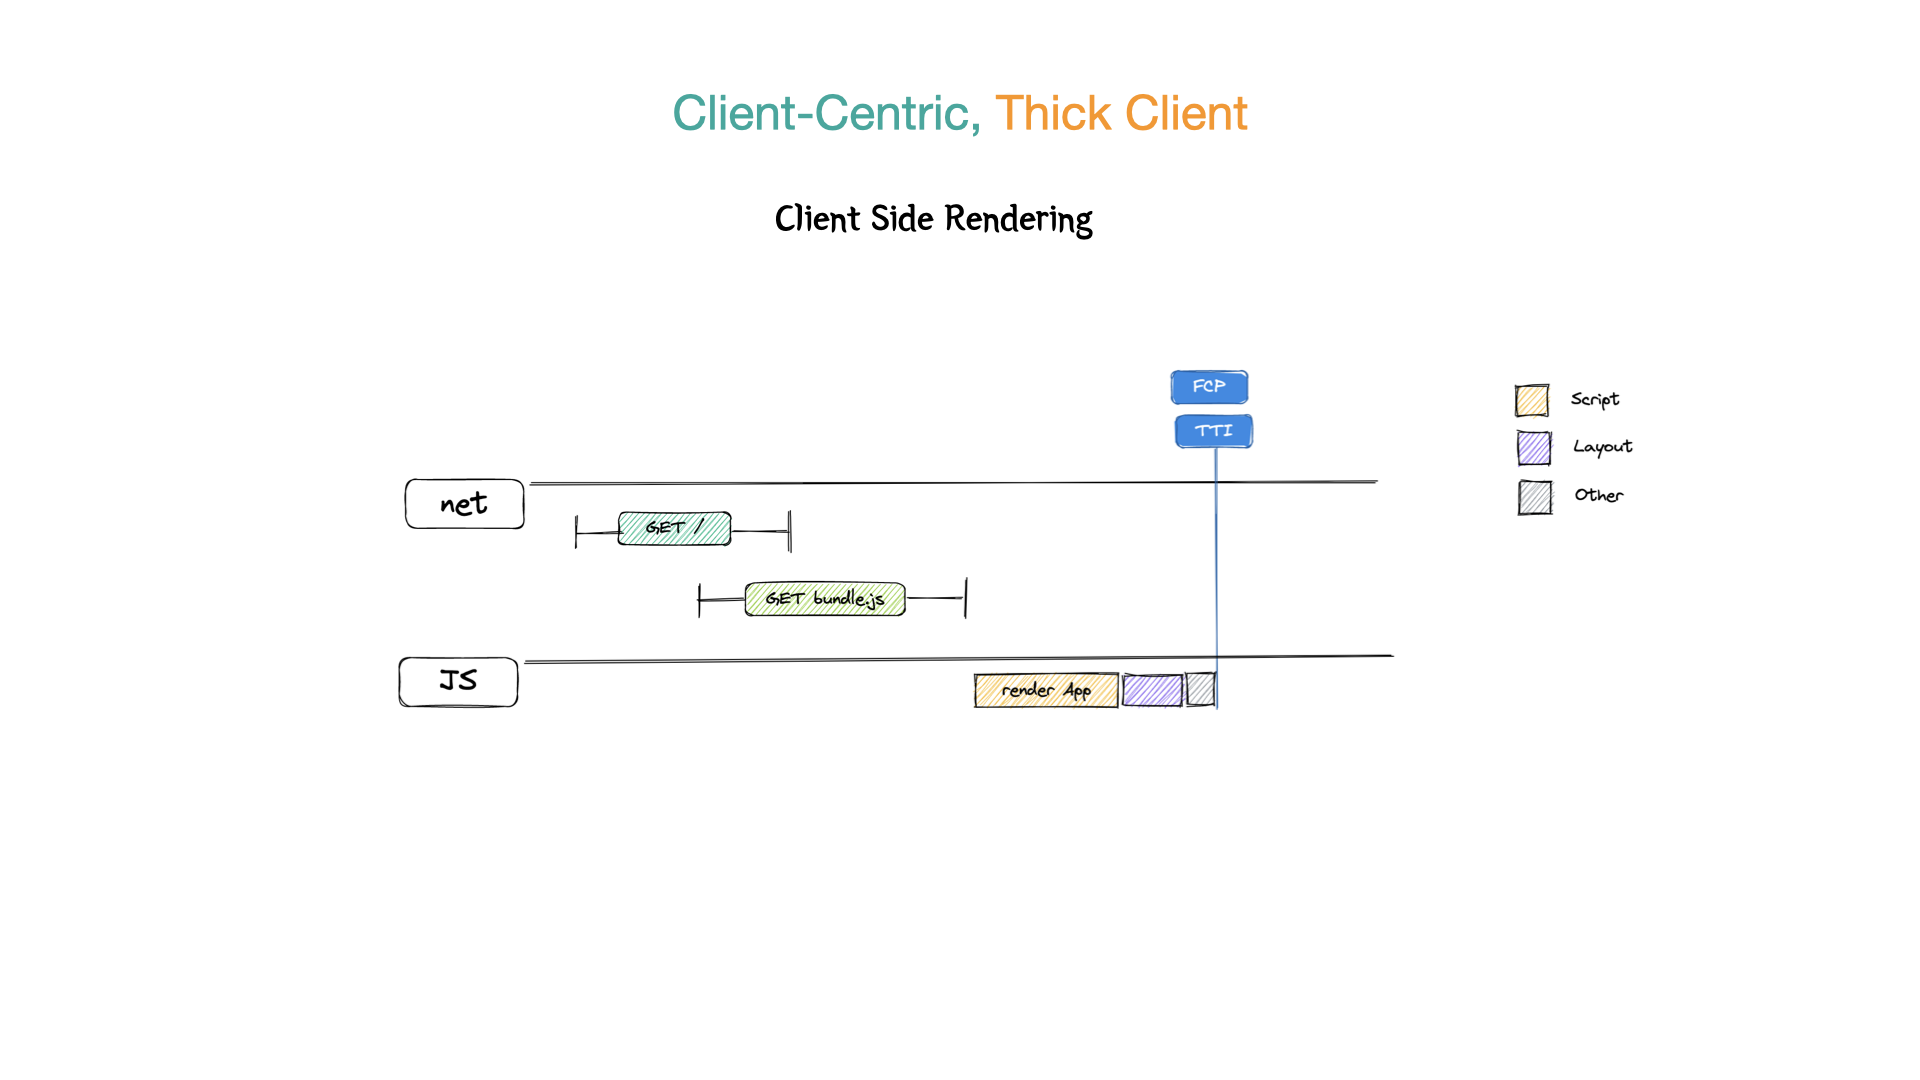 Client-Centric, Thick Client
Client Side Rendering
FCP
TTI
Script
Layout
Other
net
GET /
GET bundle.js
JS
render App